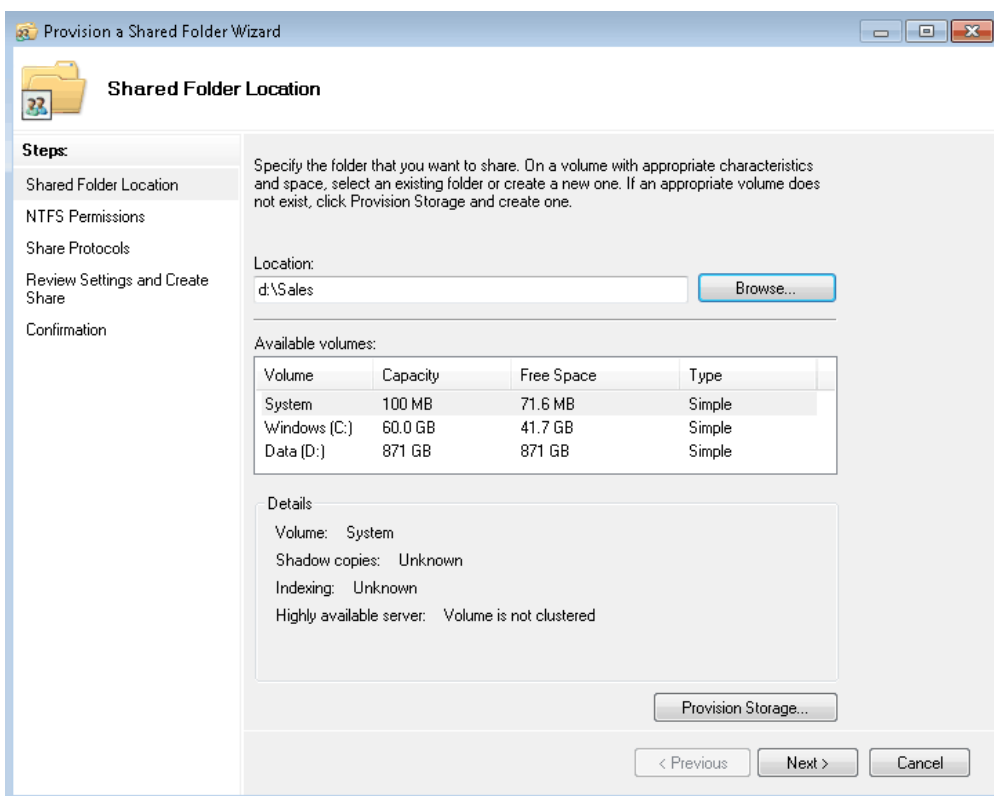 Provision a Shared Folder Wizard
Shared Folder Location
Steps:
Shared Folder Location
NTFS Permissions
Share Protocols
Review Settings and Create
Share
Confirmation
Specify the folder that you want to share. On a volume with appropriate characteristics
and space, select an existing folder or create a new one. If an appropriate volume does
not exist, click Provision Storage and create one.
Location:
d:\Sales Browse...
Available volumes:
Volume Capacity Free Space Type
System 100 MB 71.6 MB Simple
Windows (C:) 60.0 GB 41.7 GB Simple
Data (D:) 871 GB 871 GB Simple
Details
Volume: System
Shadow copies: Unknown
Indexing: Unknown
Highly available server: Volume is not clustered
Provision Storage...
< Previous Next > Cancel